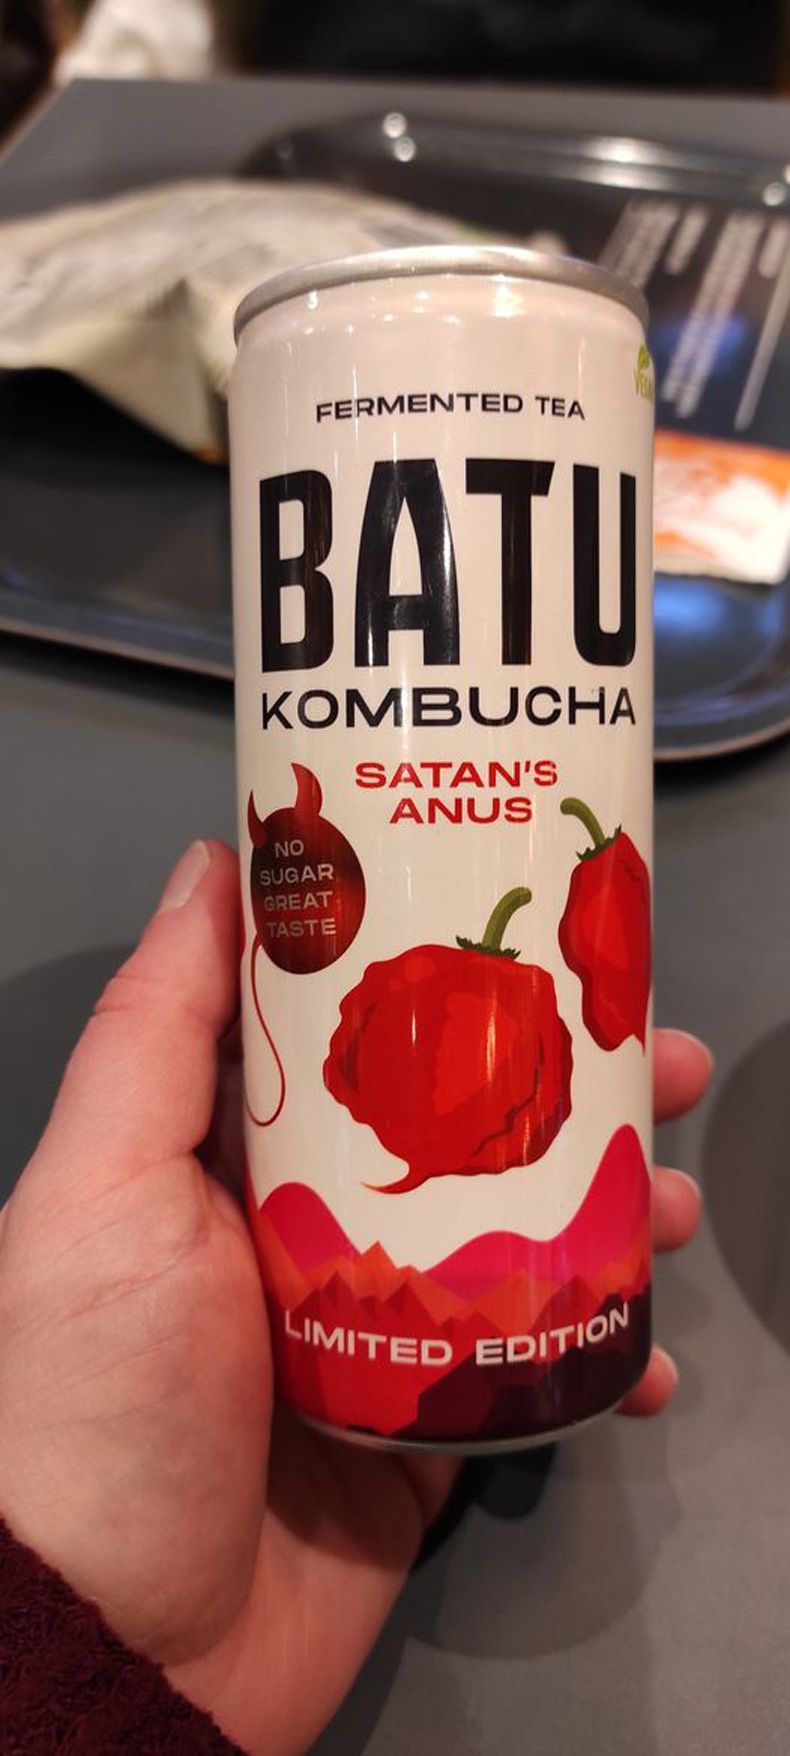 FERMENTED TEA
BATU
KOMBUCHA
SATAN'S
ANUS
NO
SUGAR
GREAT
TASTE
LIMITED EDITION